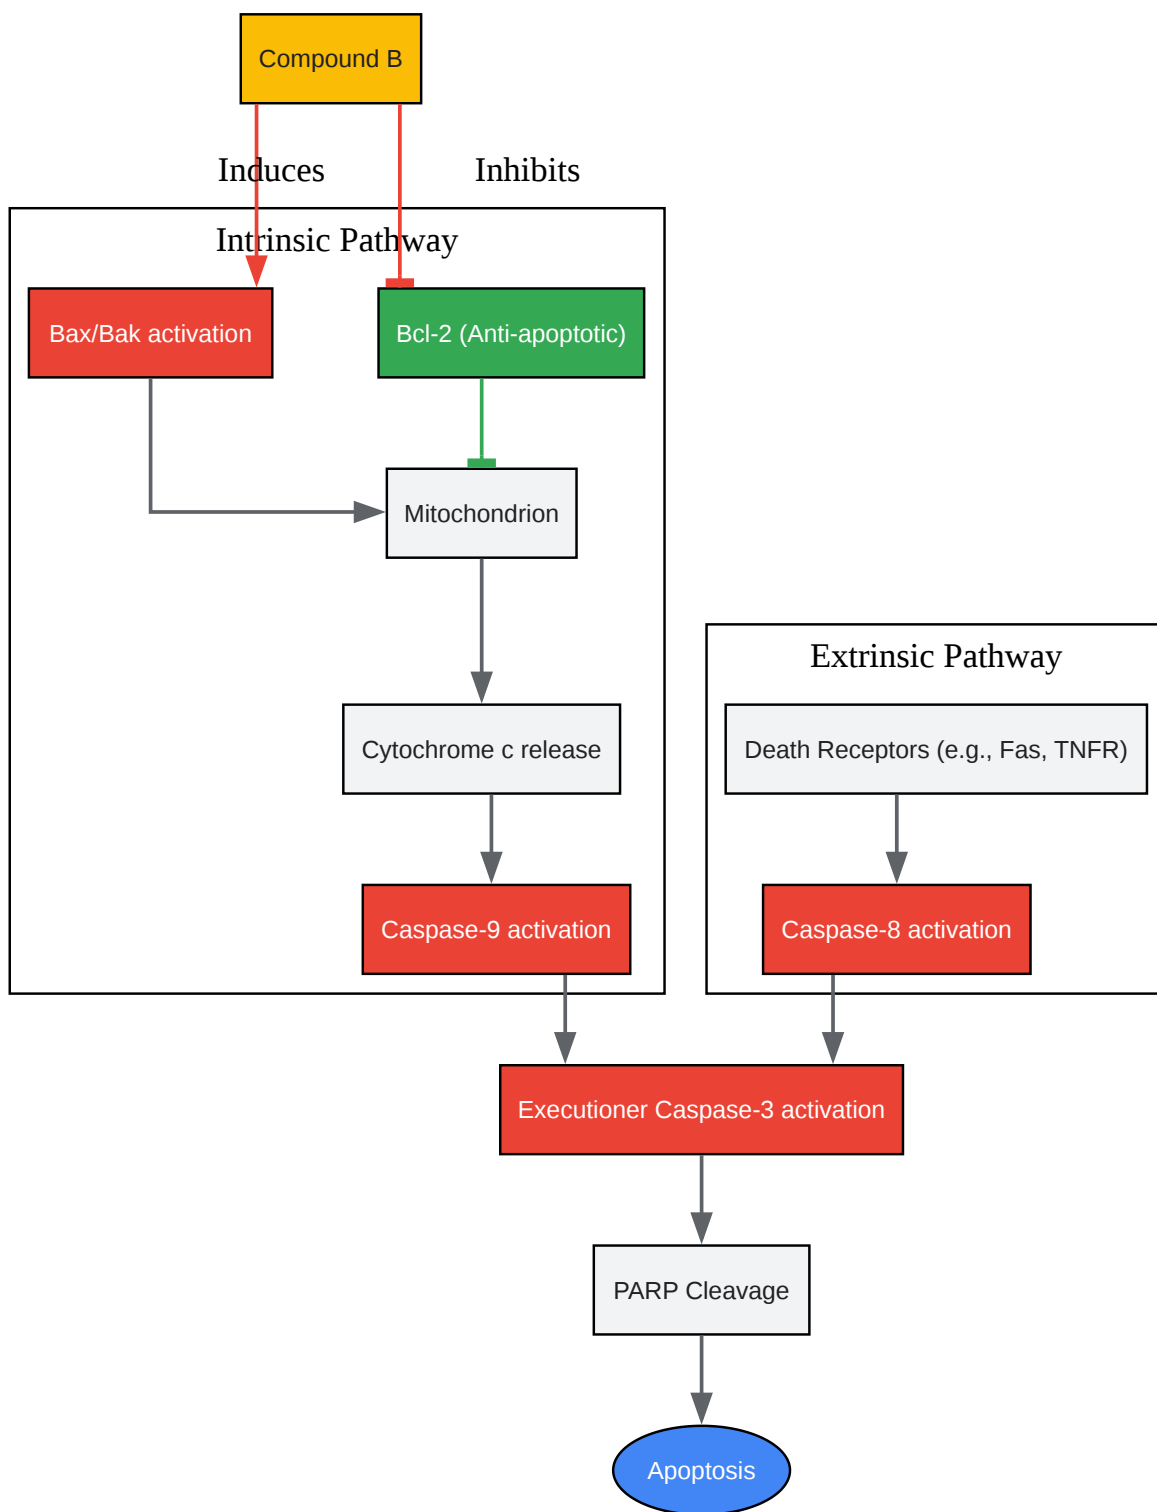 Compound B
Induces
Inhibits
Intrinsic Pathway
Bax/Bak activation
Bcl-2 (Anti-apoptotic)
Mitochondrion
Extrinsic Pathway
Cytochrome c release
Death Receptors (e.g., Fas, TNFR)
Caspase-9 activation
Caspase-8 activation
Executioner Caspase-3 activation
PARP Cleavage
Apoptosis